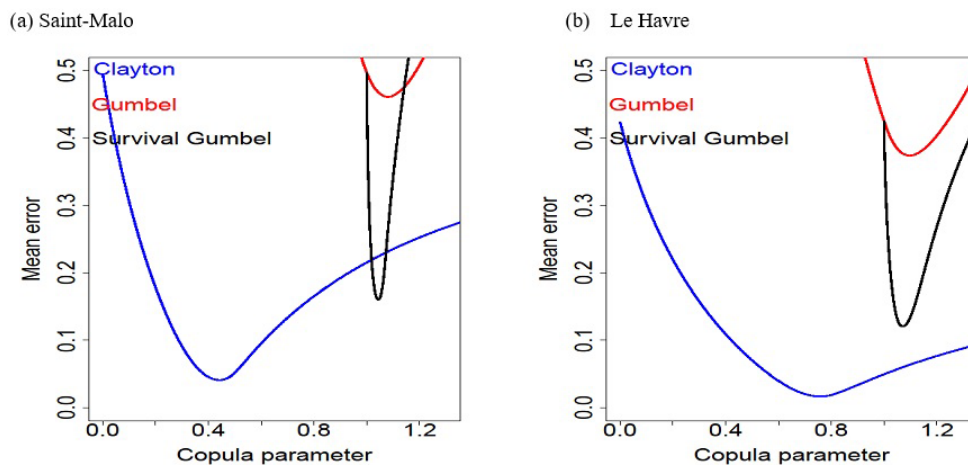 (a) Saint-Malo
(b) Le Havre
0.5
0.4
0.3
0.2
0.1
0.0
Mean error
Clayton
Gumbel
Survival Gumbel
0.0 0.4 0.8 1.2
Copula parameter
0.5
0.4
0.3
0.2
0.1
0.0
Mean error
Clayton
Gumbel
Survival Gumbel
0.0 0.4 0.8 1.2
Copula parameter